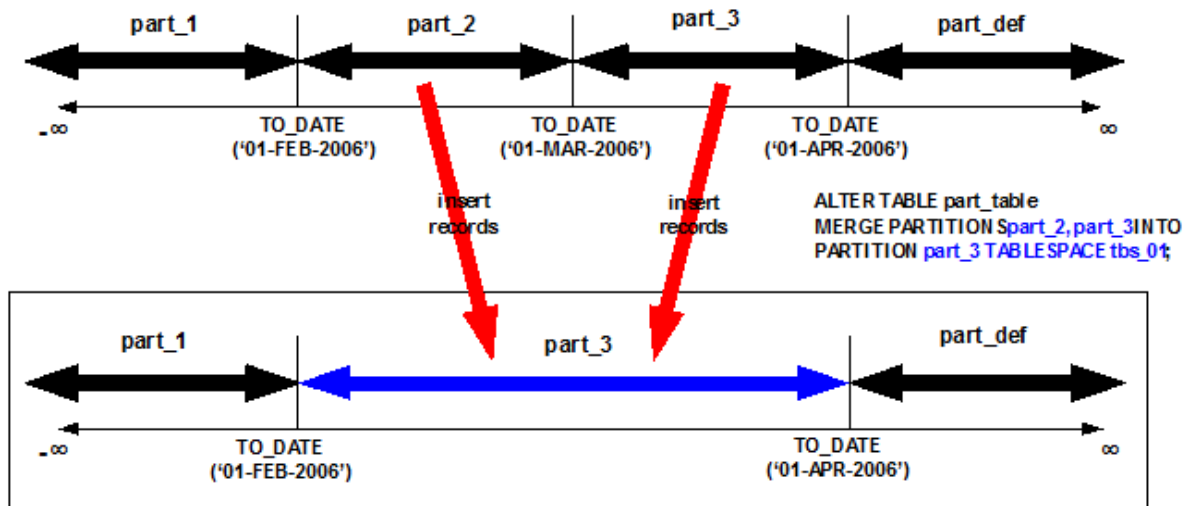 part_1 part_2 part_3 part_def
-∞ TO_DATE TO_DATE TO_DATE ∞
('01-FEB-2006') ('01-MAR-2006') ('01-APR-2006')
insert insert ALTER TABLE part_table
records records MERGE PARTITIONS part_2, part_3 INTO
PARTITION part_3 TABLESPACE tbs_01;
part_1 part_3 part_def
-∞ TO_DATE TO_DATE ∞
('01-FEB-2006') ('01-APR-2006')